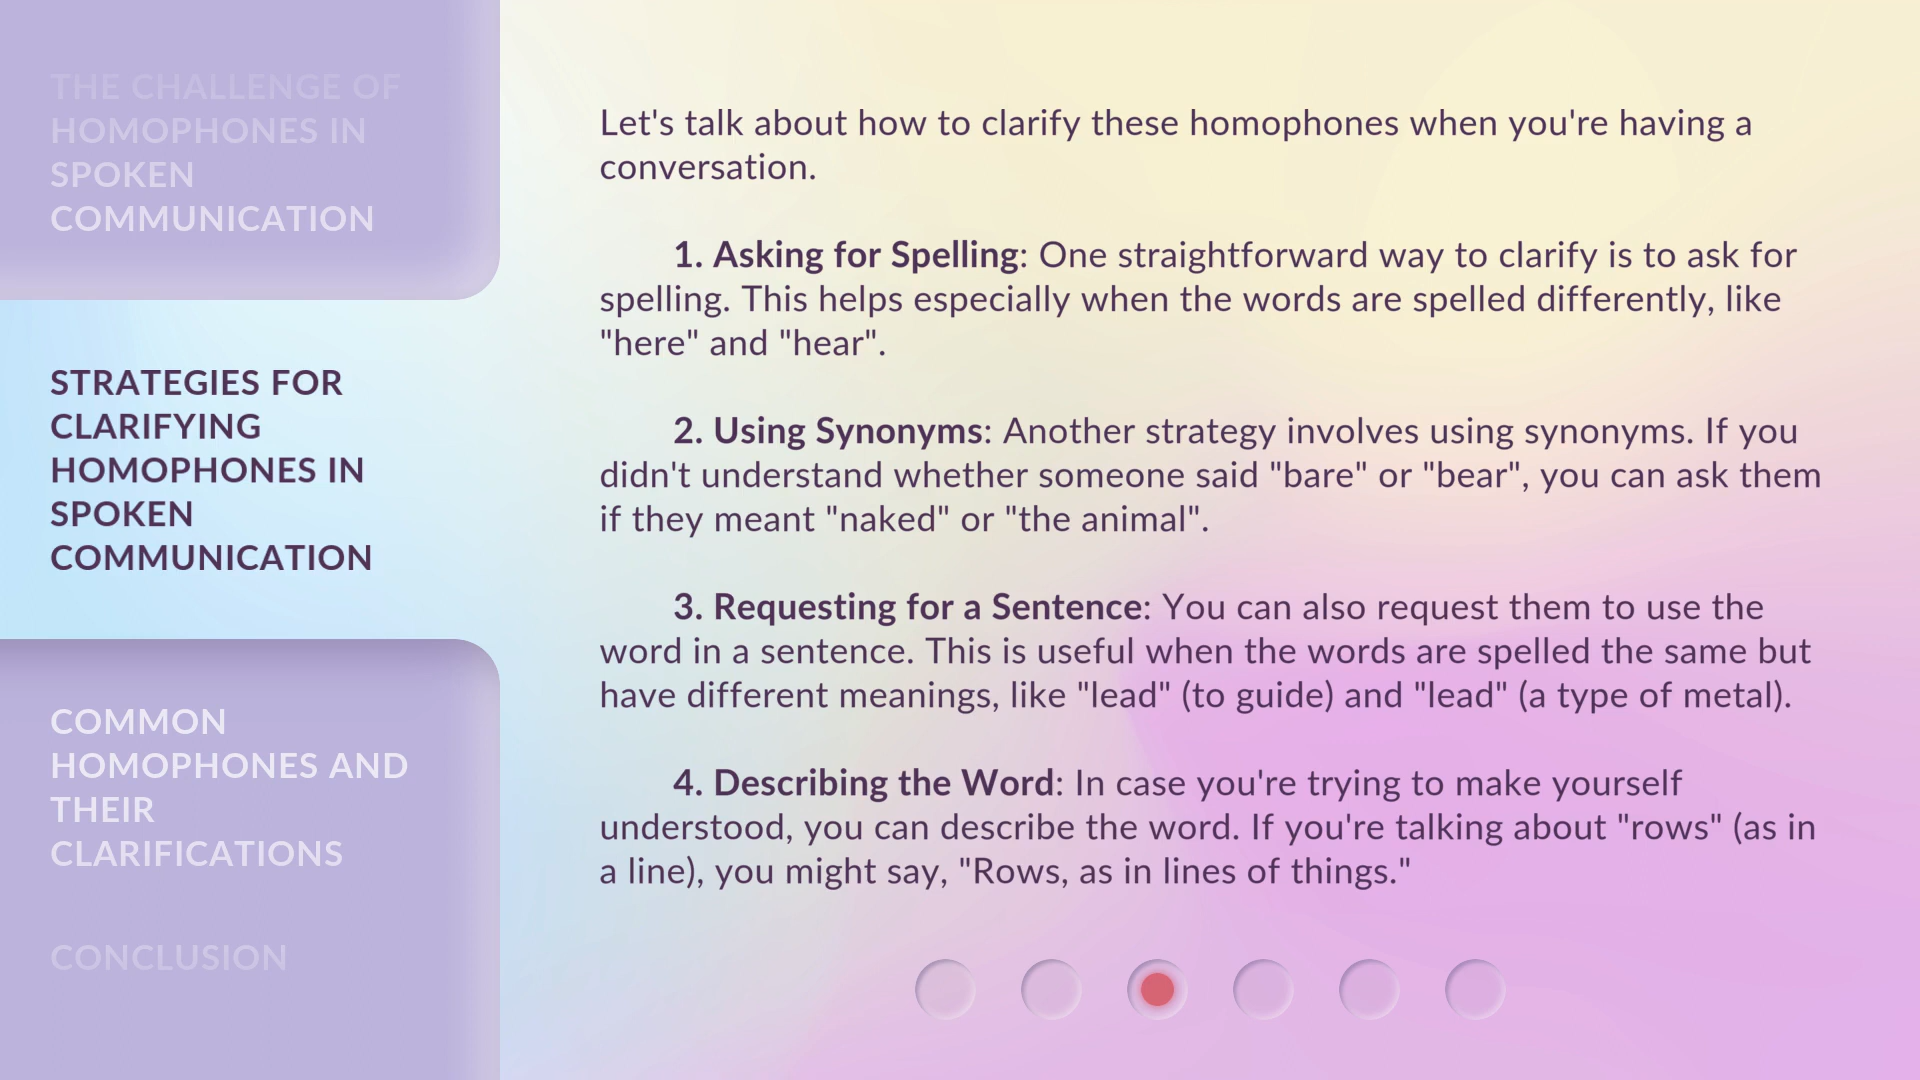 THE CHALLENGE OF
HOMOPHONES IN
SPOKEN
COMMUNICATION
STRATEGIES FOR
CLARIFYING
HOMOPHONES IN
SPOKEN
COMMUNICATION
COMMON
HOMOPHONES AND
THEIR
CLARIFICATIONS
CONCLUSION
Let's talk about how to clarify these homophones when you're having a
conversation.
1. Asking for Spelling: One straightforward way to clarify is to ask for
spelling. This helps especially when the words are spelled differently, like
"here" and "hear".
2. Using Synonyms: Another strategy involves using synonyms. If you
didn't understand whether someone said "bare" or "bear", you can ask them
if they meant "naked" or "the animal".
3. Requesting for a Sentence: You can also request them to use the
word in a sentence. This is useful when the words are spelled the same but
have different meanings, like "lead" (to guide) and "lead" (a type of metal).
4. Describing the Word: In case you're trying to make yourself
understood, you can describe the word. If you're talking about "rows" (as in
a line), you might say, "Rows, as in lines of things."